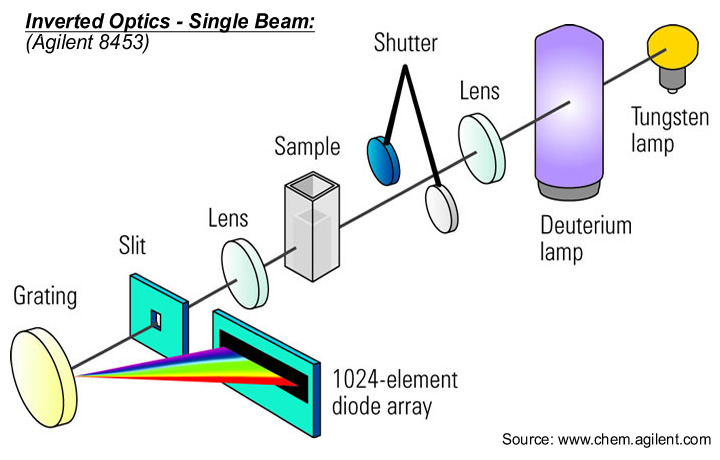 Inverted Optics - Single Beam:
(Agilent 8453)
Shutter
Lens
Tungsten
lamp
Sample
Deuterium
lamp
Lens
Slit
Grating
1024-element
diode array
Source: www.chem.agilent.com